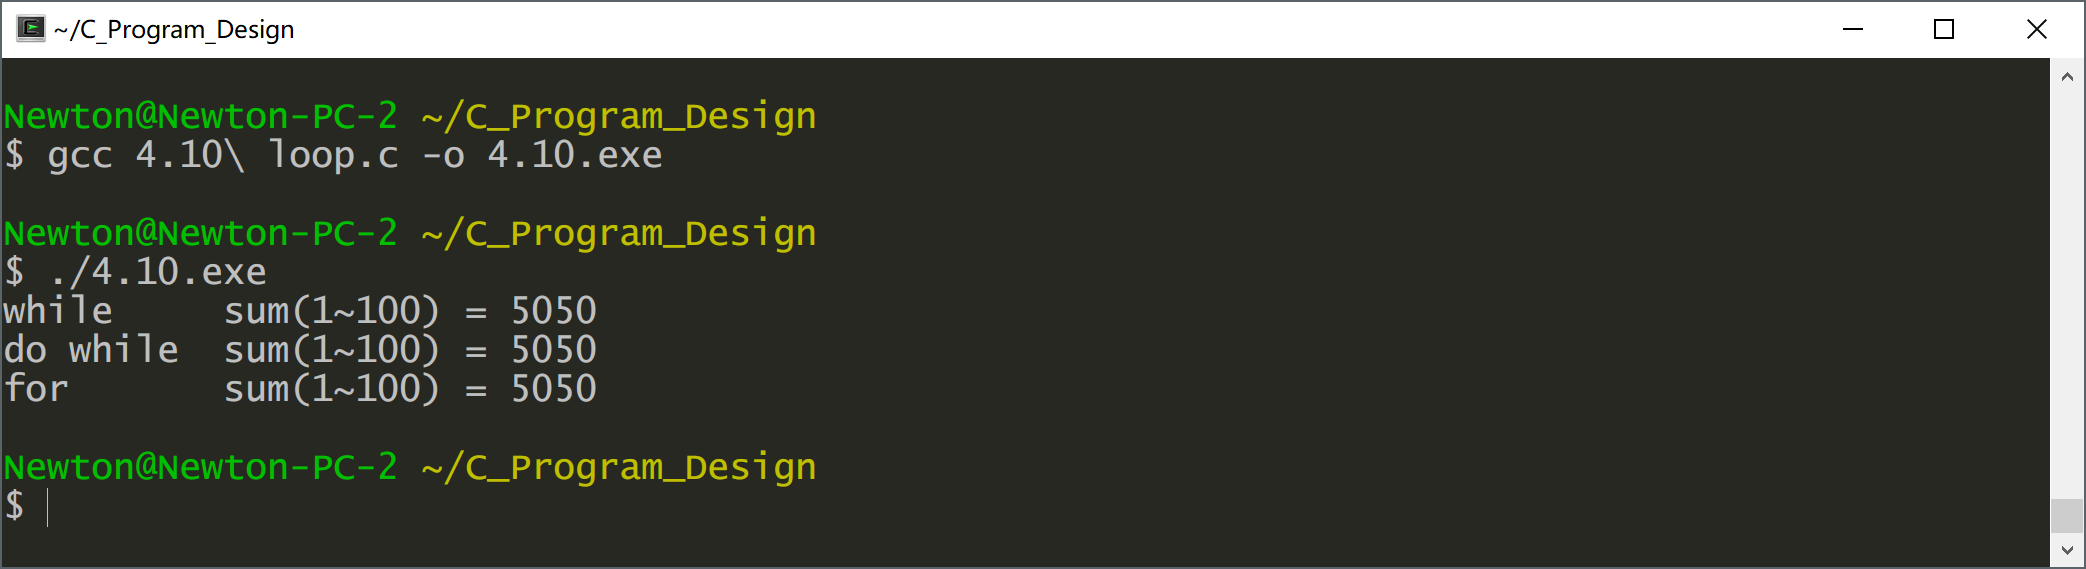 ~/C_Program_Design
Newton@Newton-PC-2 ~/C_Program_Design
$ gcc 4.10\ loop.c -o 4.10.exe
Newton@Newton-PC-2 ~/C_Program_Design
$ ./4.10.exe
while     sum(1~100) = 5050
do while  sum(1~100) = 5050
for       sum(1~100) = 5050
Newton@Newton-PC-2 ~/C_Program_Design
$